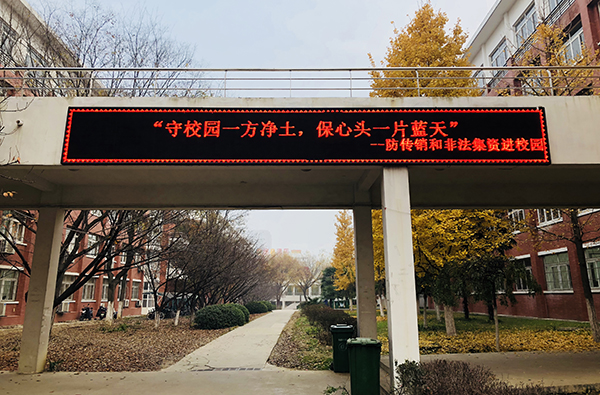 “守校园一方净土，保心头一片蓝天”
--防传销和非法集资进校园